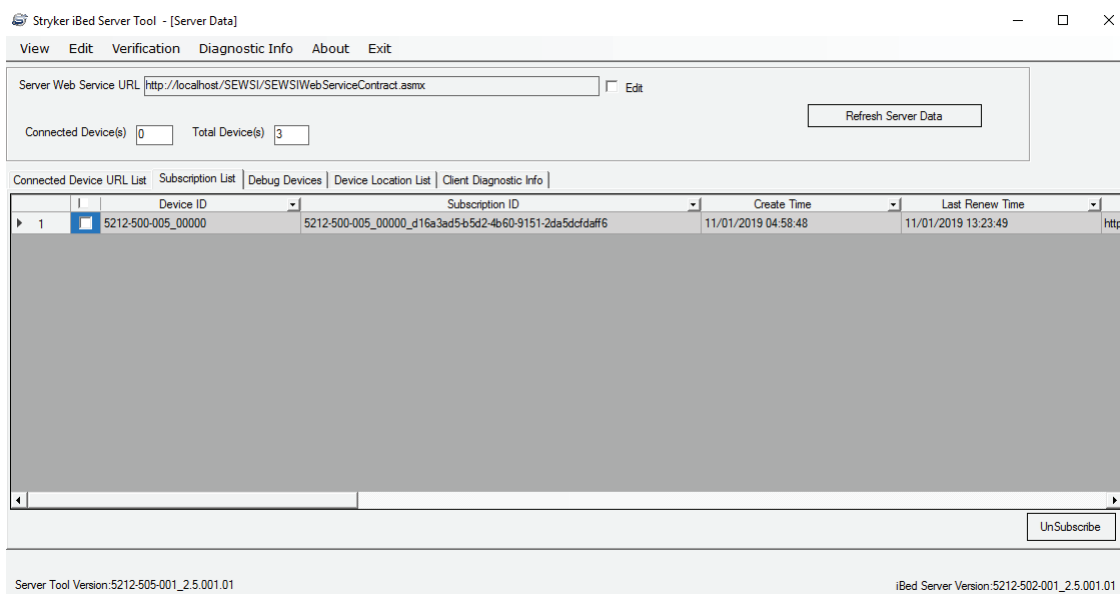 Stryker iBed Server Tool - [Server Data]
View Edit Verification Diagnostic Info About Exit
Server Web Service URL http://localhost/SEWSI/SEWSIWebServiceContract.asmx Edit
Refresh Server Data
Connected Device(s) 0 Total Device(s) 3
Connected Device URL List Subscription List Debug Devices Device Location List Client Diagnostic Info
Device ID Subscription ID Create Time Last Renew Time
1 5212-500-005_00000 5212-500-005_00000_d16a3ad5-b5d2-4b60-9151-2da5dcfdaff6 11/01/2019 04:58:48 11/01/2019 13:23:49 http
UnSubscribe
Server Tool Version:5212-505-001_2.5.001.01 iBed Server Version:5212-502-001_2.5.001.01